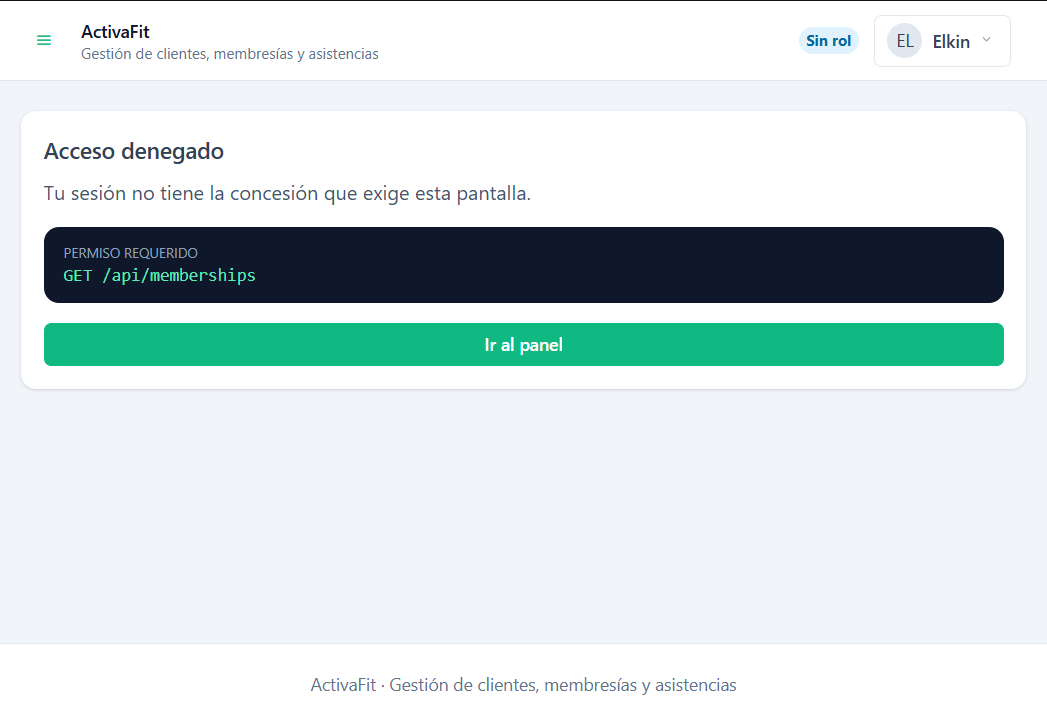 ActivaFit
Gestión de clientes, membresías y asistencias
Sin rol
EL
Elkin
Acceso denegado
Tu sesión no tiene la concesión que exige esta pantalla.
PERMISO REQUERIDO
GET /api/memberships
Ir al panel
ActivaFit · Gestión de clientes, membresías y asistencias